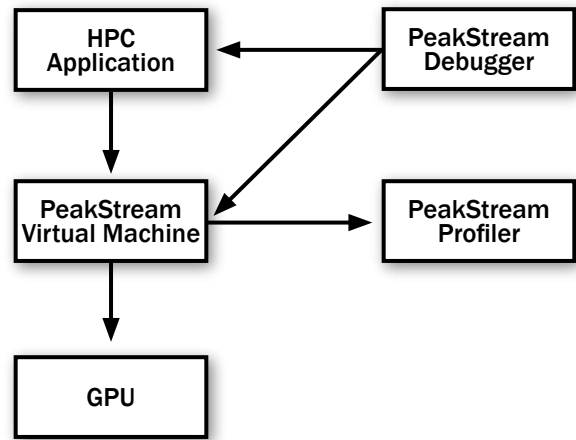 HPC
Application
PeakStream
Debugger
PeakStream
Virtual Machine
PeakStream
Profiler
GPU